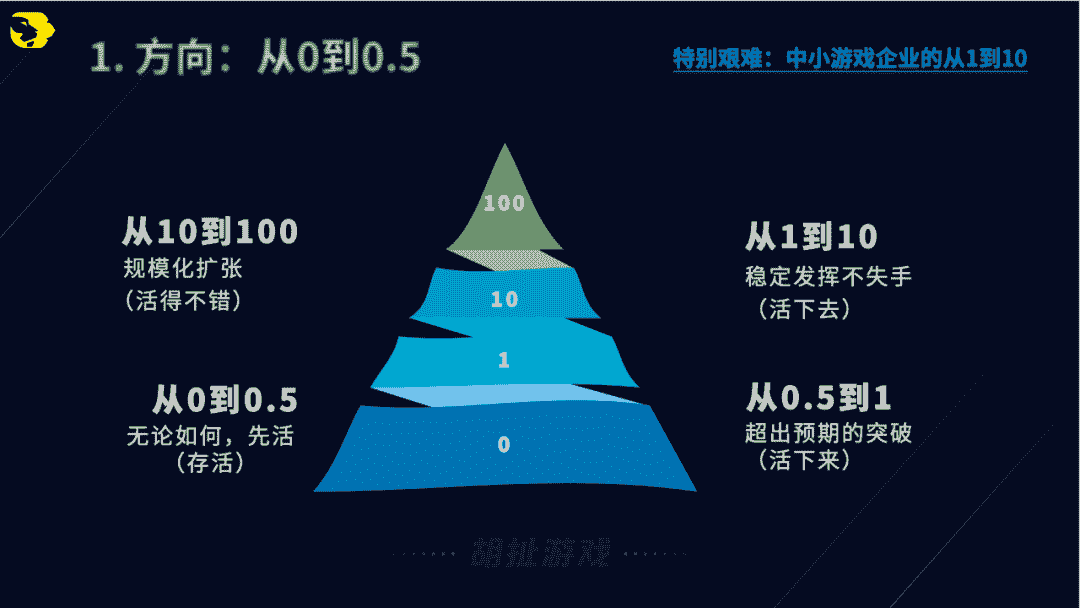 1. 方向：从0到0.5
特别艰难：中小游戏企业的从1到10
100
从10到100
规模化扩张
（活得不错）
从1到10
稳定发挥不失手
（活下去）
10
1
从0到0.5
无论如何，先活
（存活）
从0.5到1
超出预期的突破
（活下来）
0
胡扯游戏